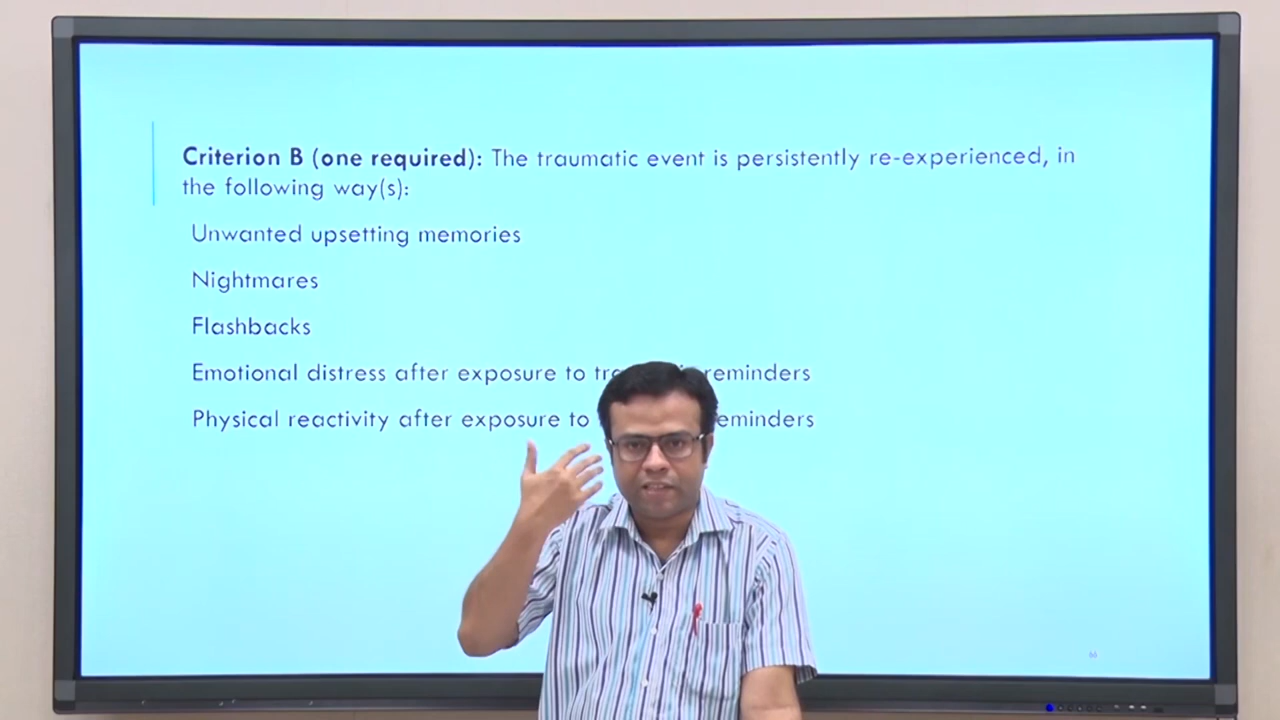 Criterion B (one required): The traumatic event is persistently re-experienced, in
the following way(s):
Unwanted upsetting memories
Nightmares
Flashbacks
Emotional distress after exposure to reminders
Physical reactivity after exposure to